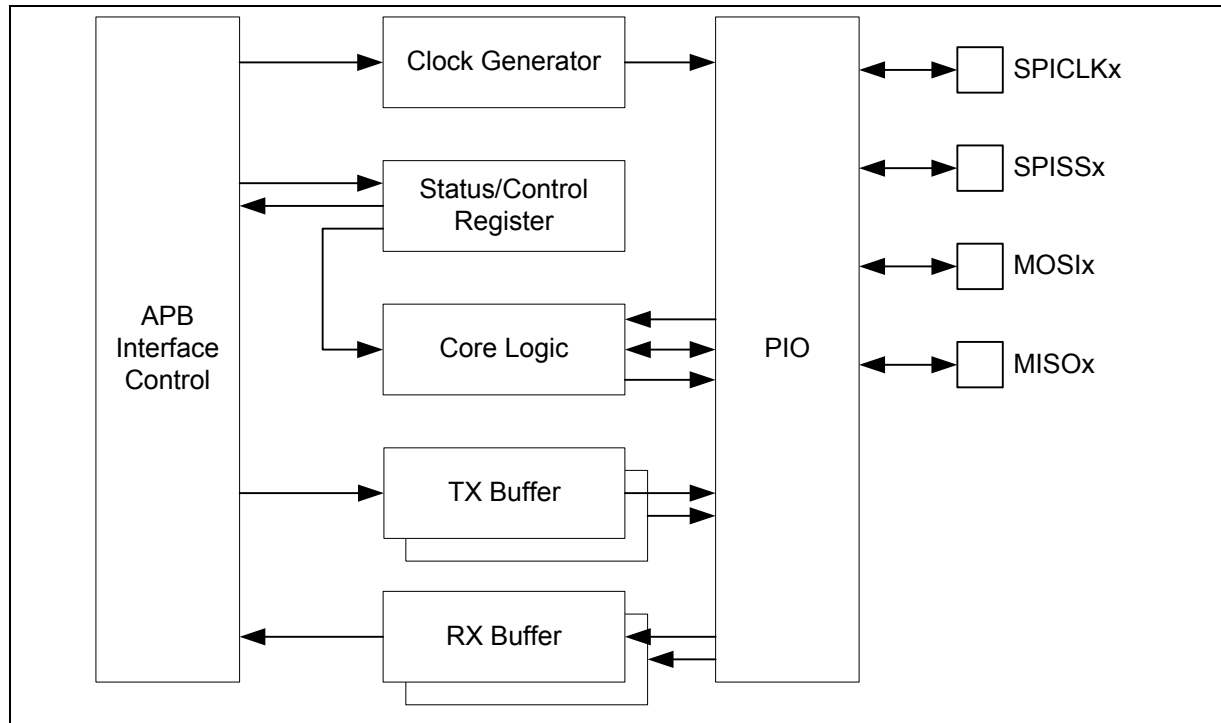 Clock Generator
SPICLKx
Status/Control
Register
SPISSx
MOSIx
APB
Interface
Control
Core Logic
PIO
MISOx
TX Buffer
RX Buffer